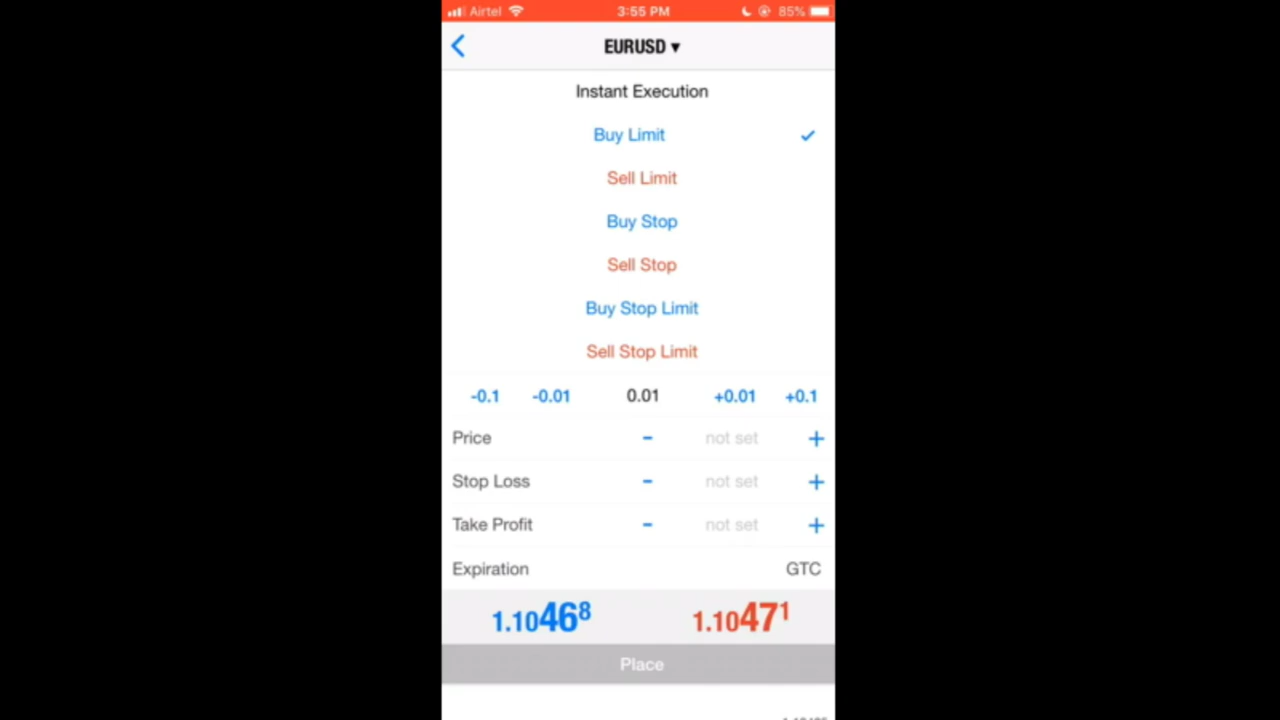 Airtel 3:55 PM 85%
EURUSD ▾
Instant Execution
Buy Limit
Sell Limit
Buy Stop
Sell Stop
Buy Stop Limit
Sell Stop Limit
-0.1 -0.01 0.01 +0.01 +0.1
Price - not set +
Stop Loss - not set +
Take Profit - not set +
Expiration GTC
1.10468 1.10471
Place